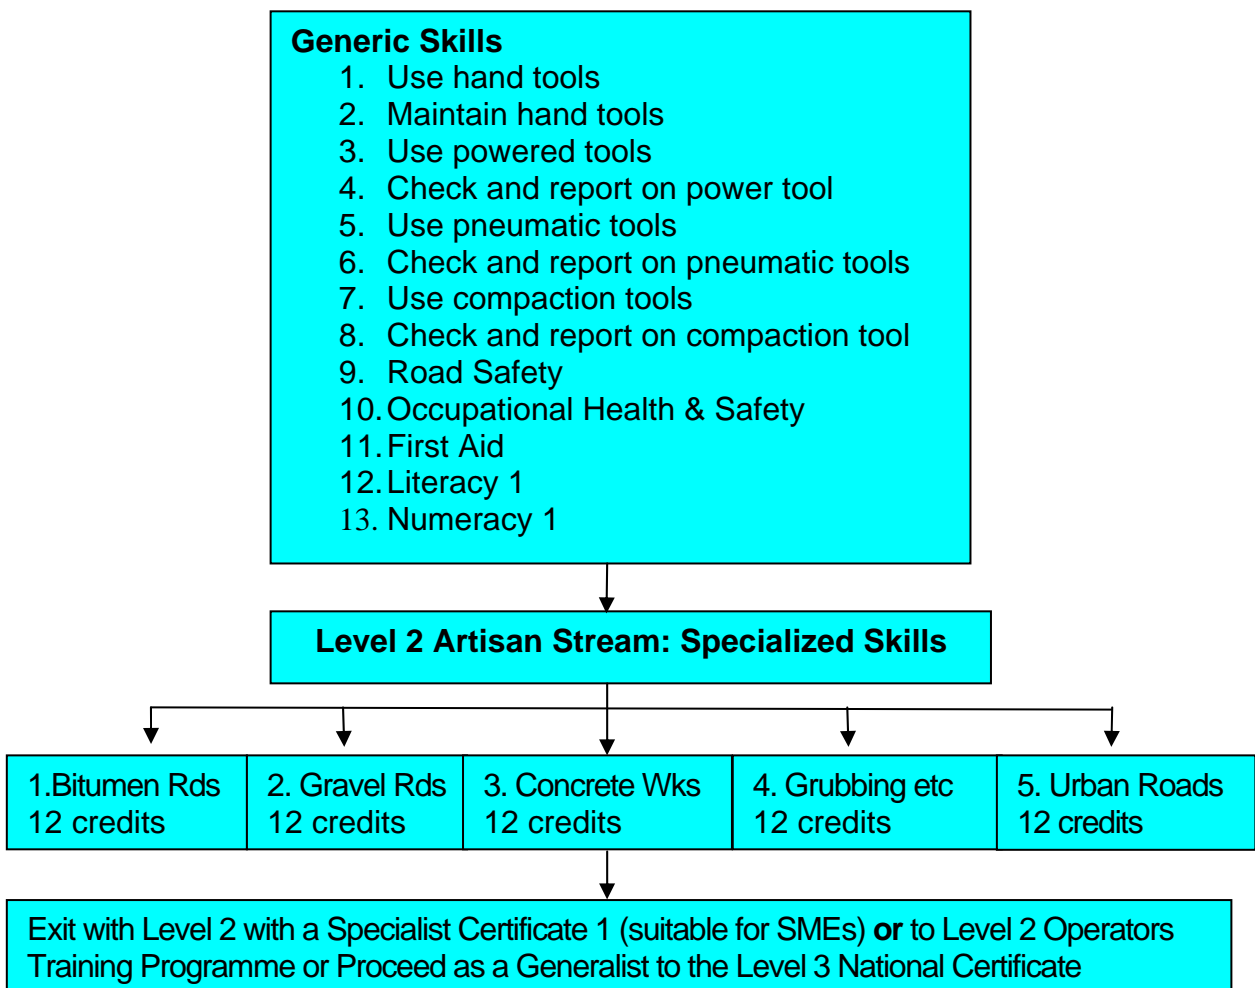 Generic Skills
1. Use hand tools
2. Maintain hand tools
3. Use powered tools
4. Check and report on power tool
5. Use pneumatic tools
6. Check and report on pneumatic tools
7. Use compaction tools
8. Check and report on compaction tool
9. Road Safety
10. Occupational Health & Safety
11. First Aid
12. Literacy 1
13. Numeracy 1
Level 2 Artisan Stream: Specialized Skills
1.Bitumen Rds
12 credits
2. Gravel Rds
12 credits
3. Concrete Wks
12 credits
4. Grubbing etc
12 credits
5. Urban Roads
12 credits
Exit with Level 2 with a Specialist Certificate 1 (suitable for SMEs) or to Level 2 Operators
Training Programme or Proceed as a Generalist to the Level 3 National Certificate